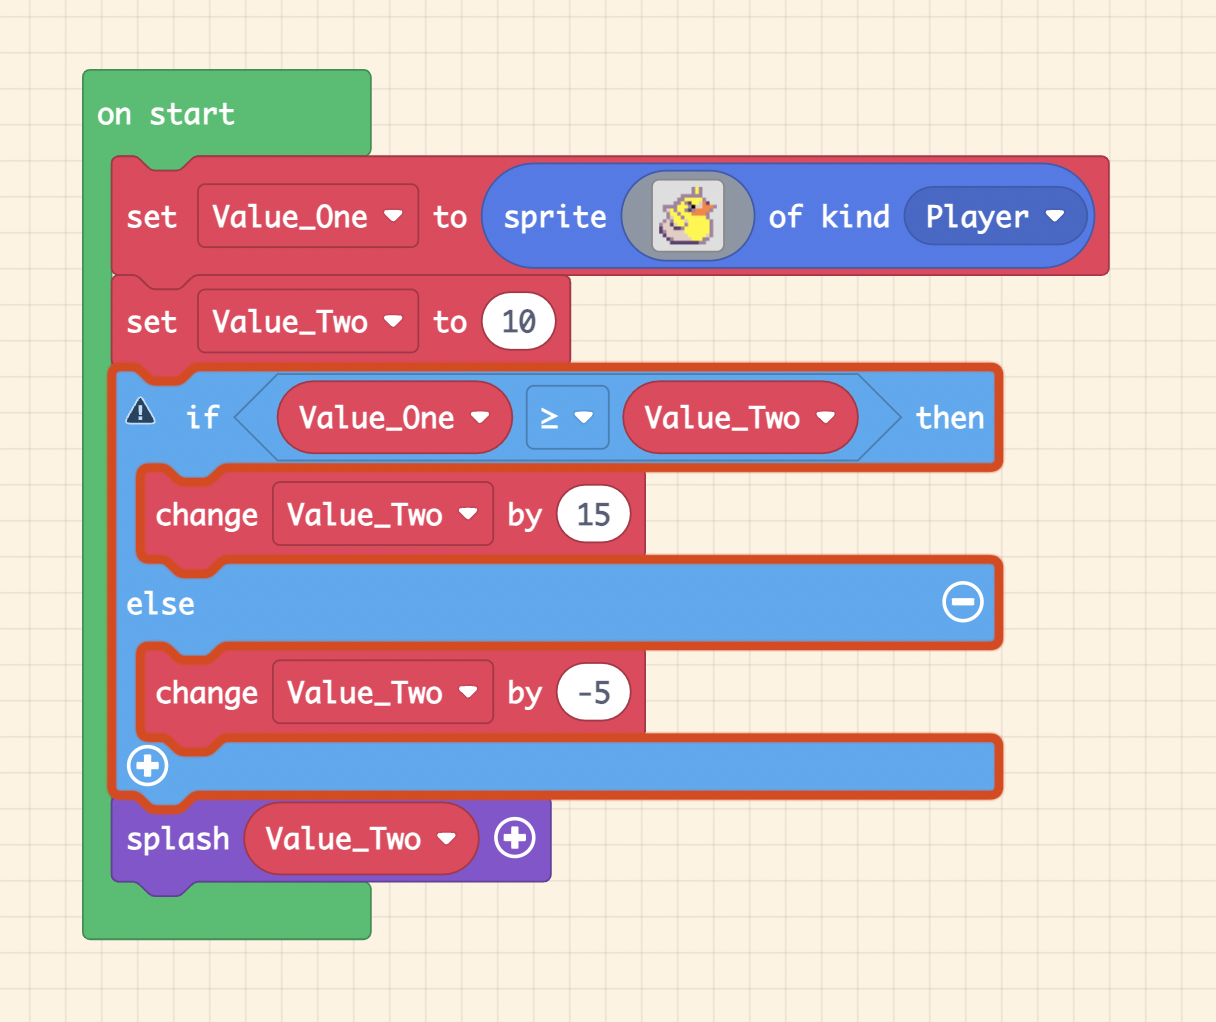 on start
set Value_One to sprite of kind Player
set Value_Two to 10
if Value_One ≥ Value_Two then
change Value_Two by 15
else
change Value_Two by -5
splash Value_Two